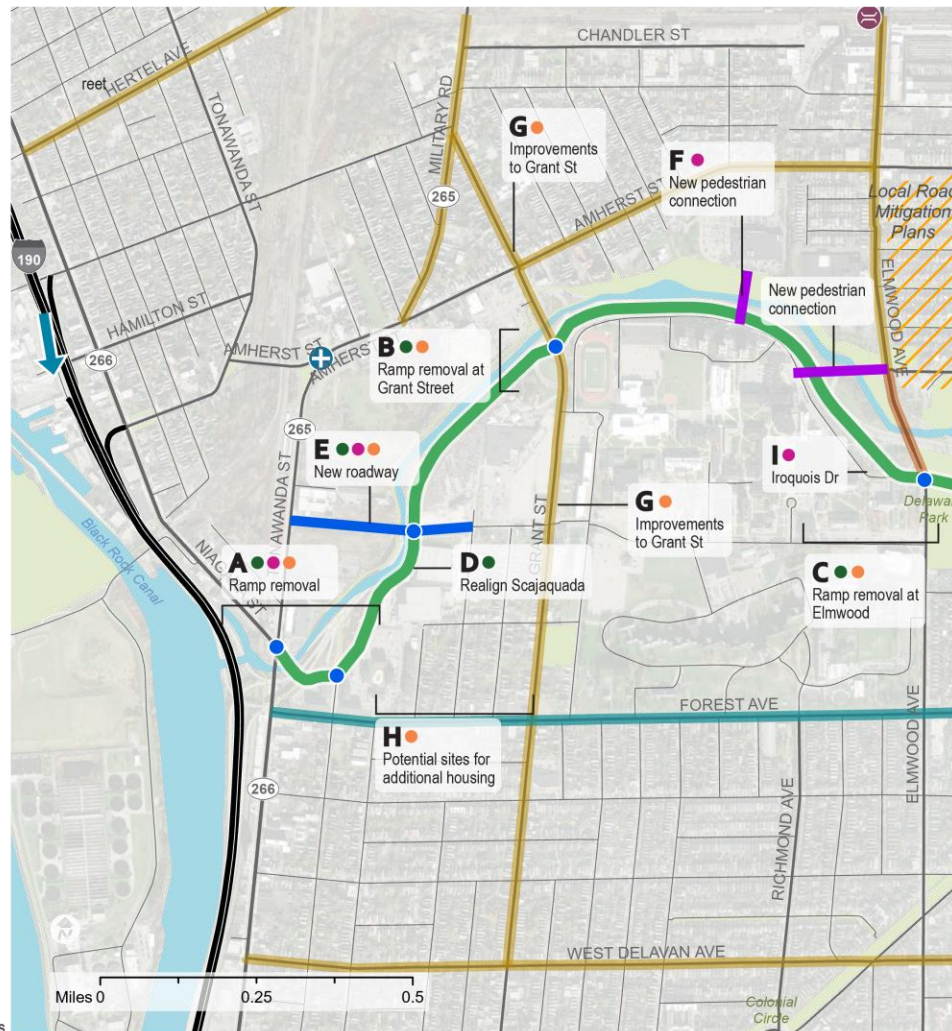 CHANDLER ST
HERTEL AVE
reet
TONAWANDA ST
MILITARY RD
G
Improvements
to Grant St
F
New pedestrian
connection
265
AMHERST ST
Local Road
Mitigation
Plans
190
ELMWOOD AVE
New pedestrian
connection
HAMILTON ST
266
AMHERST ST
AMHERST
B
Ramp removal at
Grant Street
265
E
New roadway
I
Iroquois Dr
Delaware
Park
G
Improvements
to Grant St
GRANT ST
TONAWANDA ST
Black Rock Canal
NIAG
ST
A
Ramp removal
D
Realign Scajaquada
C
Ramp removal at
Elmwood
FOREST AVE
H
Potential sites for
additional housing
266
RICHMOND AVE
ELMWOOD AVE
N
WEST DELAVAN AVE
Miles 0 0.25 0.5
Colonial
Circle
s